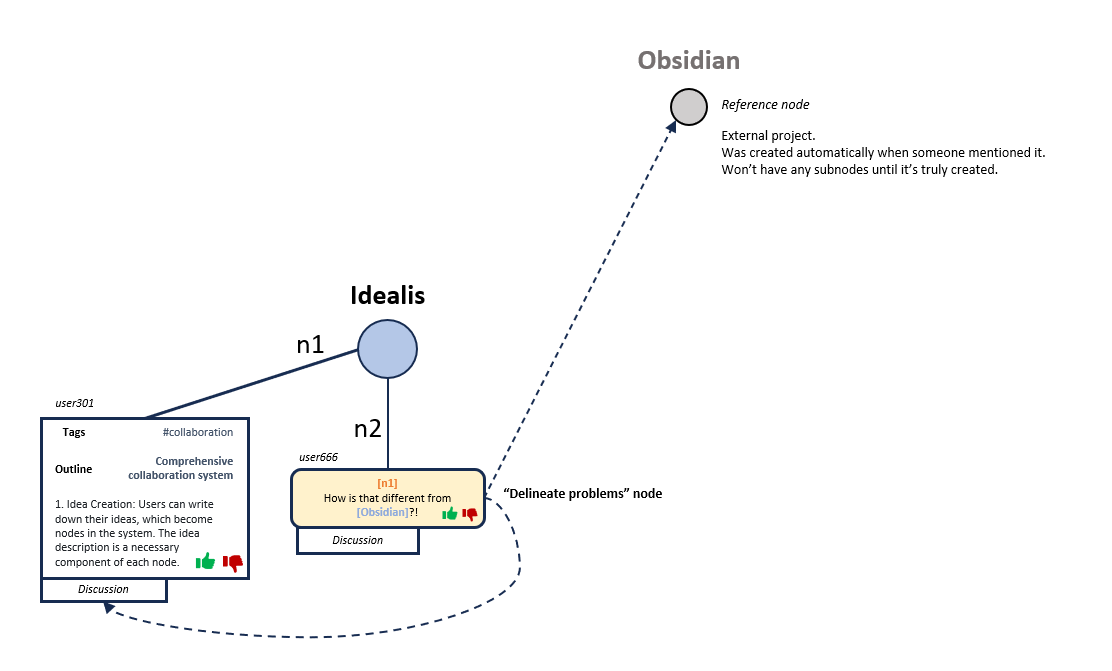 Obsidian
Reference node
External project.
Was created automatically when someone mentioned it.
Won't have any subnodes until it's truly created.
Idealis
n1
n2
user301
Tags #collaboration
Outline Comprehensive
collaboration system
1. Idea Creation: Users can write
down their ideas, which become
nodes in the system. The idea
description is a necessary
component of each node.
Discussion
user666
[n1]
How is that different from
[Obsidian]?!
Discussion
“Delineate problems” node